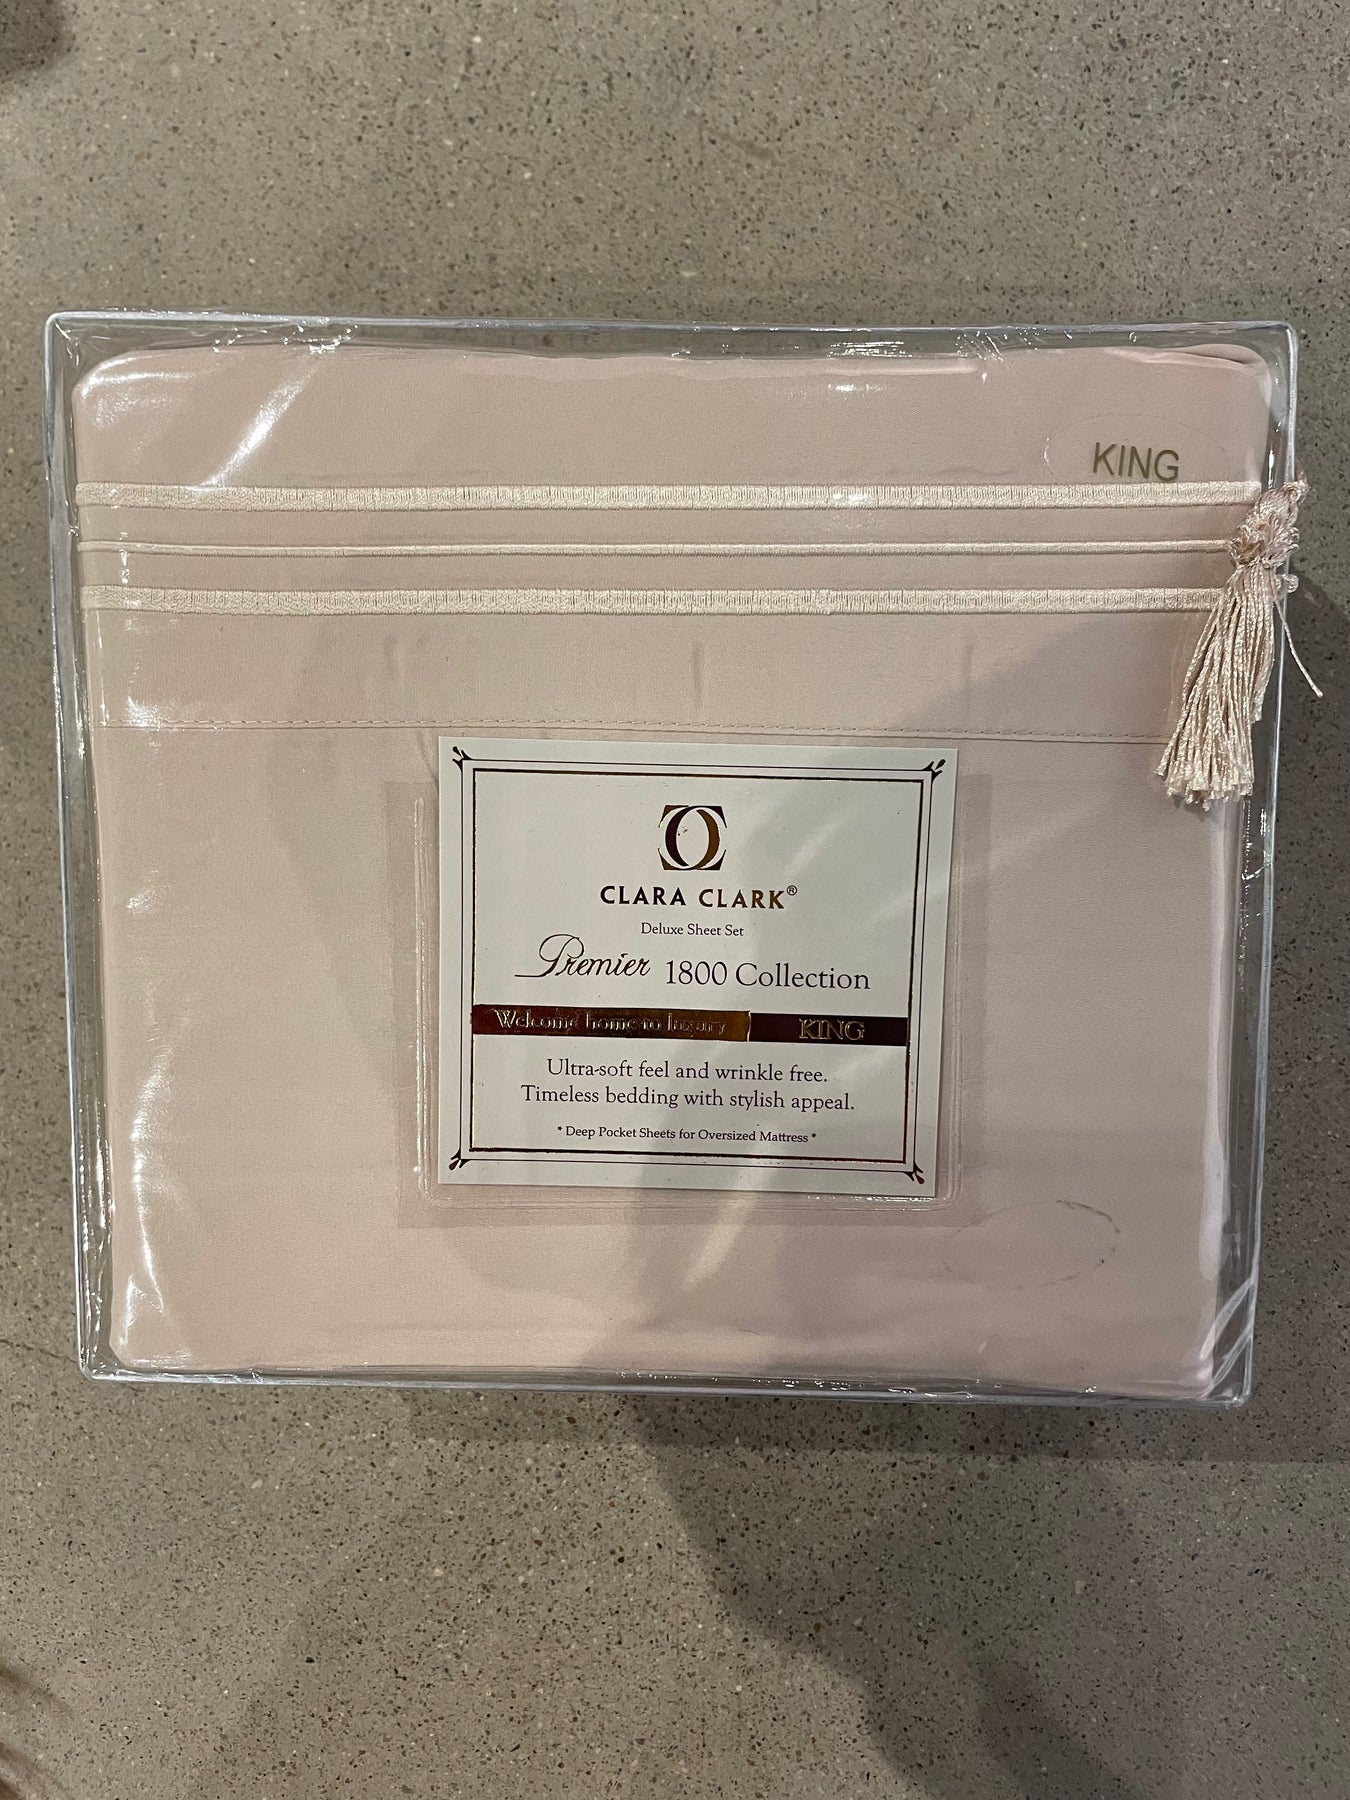 KING
CLARA CLARK®
Deluxe Sheet Set
Premier 1800 Collection
Welcome home to luxury KING
Ultra-soft feel and wrinkle free.
Timeless bedding with stylish appeal.
* Deep Pocket Sheets for Oversized Mattress *